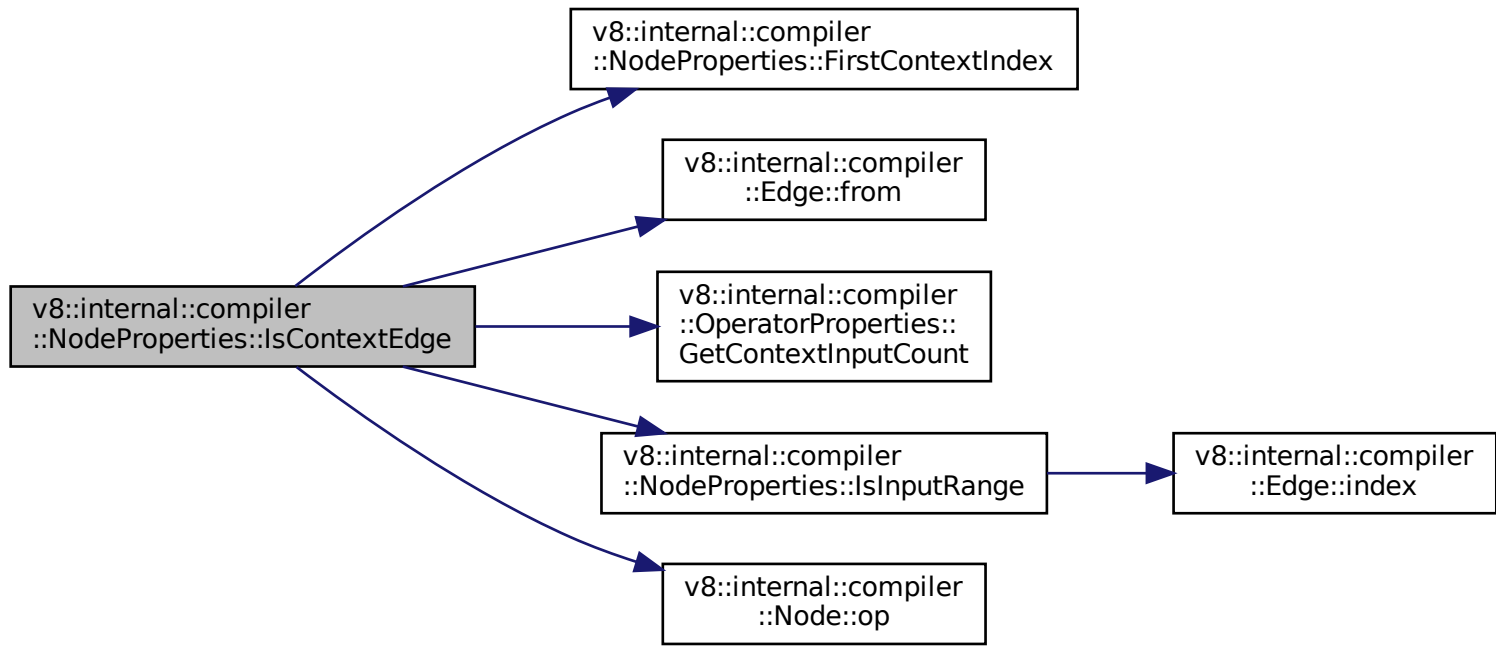 v8::internal::compiler
::NodeProperties::FirstContextIndex
v8::internal::compiler
::Edge::from
v8::internal::compiler
::NodeProperties::IsContextEdge
v8::internal::compiler
::OperatorProperties::
GetContextInputCount
v8::internal::compiler
::NodeProperties::IsInputRange
v8::internal::compiler
::Edge::index
v8::internal::compiler
::Node::op